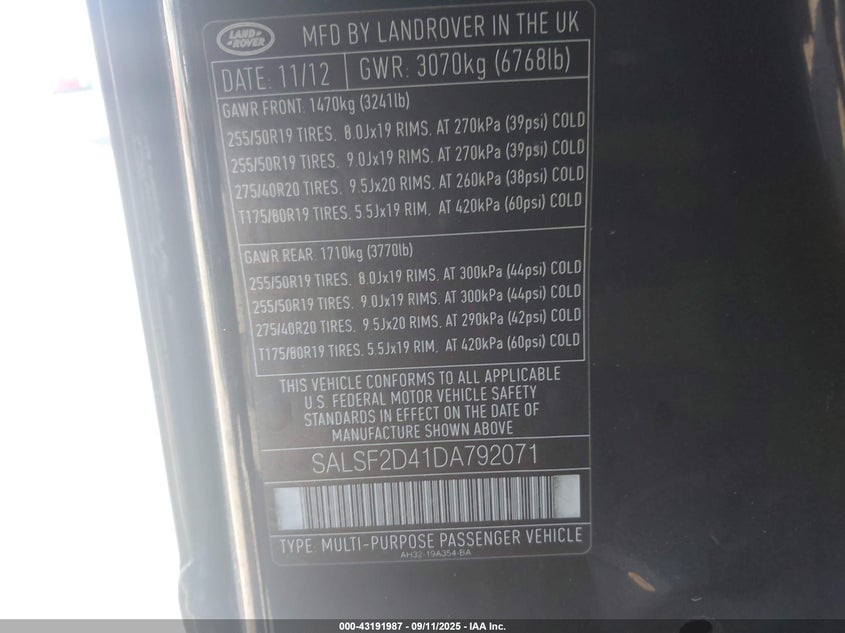 LAND ROVER
MFD BY LANDROVER IN THE UK
DATE: 11/12 GWR: 3070kg (6768lb)
GAWR FRONT. 1470kg (3241lb)
255/50R19 TIRES. 8.0Jx19 RIMS. AT 270kPa (39psi) COLD
255/50R19 TIRES. 9.0Jx19 RIMS. AT 270kPa (39psi) COLD
275/40R20 TIRES. 9.5Jx20 RIMS. AT 260kPa (38psi) COLD
T175/80R19 TIRES. 5.5Jx19 RIM. AT 420kPa (60psi) COLD
GAWR REAR. 1710kg (3770lb)
255/50R19 TIRES. 8.0Jx19 RIMS. AT 300kPa (44psi) COLD
255/50R19 TIRES. 9.0Jx19 RIMS. AT 300kPa (44psi) COLD
275/40R20 TIRES. 9.5Jx20 RIMS. AT 290kPa (42psi) COLD
T175/80R19 TIRES. 5.5Jx19 RIM. AT 420kPa (60psi) COLD
THIS VEHICLE CONFORMS TO ALL APPLICABLE
U.S. FEDERAL MOTOR VEHICLE SAFETY
STANDARDS IN EFFECT ON THE DATE OF
MANUFACTURE SHOWN ABOVE
SALSF2D41DA792071
TYPE: MULTI-PURPOSE PASSENGER VEHICLE
AH32-19A354-BA
000-43191987 - 09/11/2025 - IAA Inc.